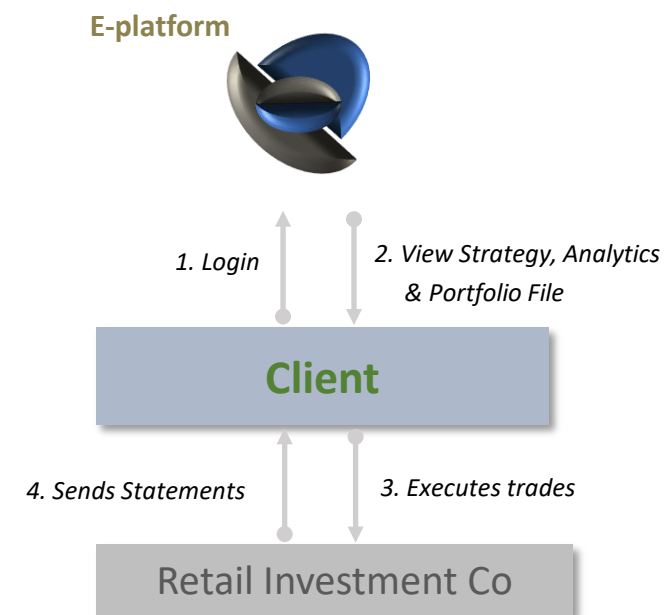 E-platform
1. Login
2. View Strategy, Analytics
& Portfolio File
Client
4. Sends Statements
3. Executes trades
Retail Investment Co